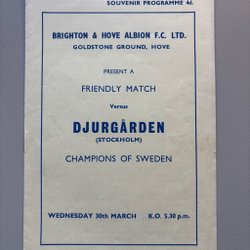 SOUVENIR PROGRAMME 4d.
BRIGHTON & HOVE ALBION F.C. LTD.
GOLDSTONE GROUND, HOVE
PRESENT A
FRIENDLY MATCH
Versus
DJURGÅRDEN
(STOCKHOLM)
CHAMPIONS OF SWEDEN
WEDNESDAY 30th MARCH K.O. 5.30 p.m.